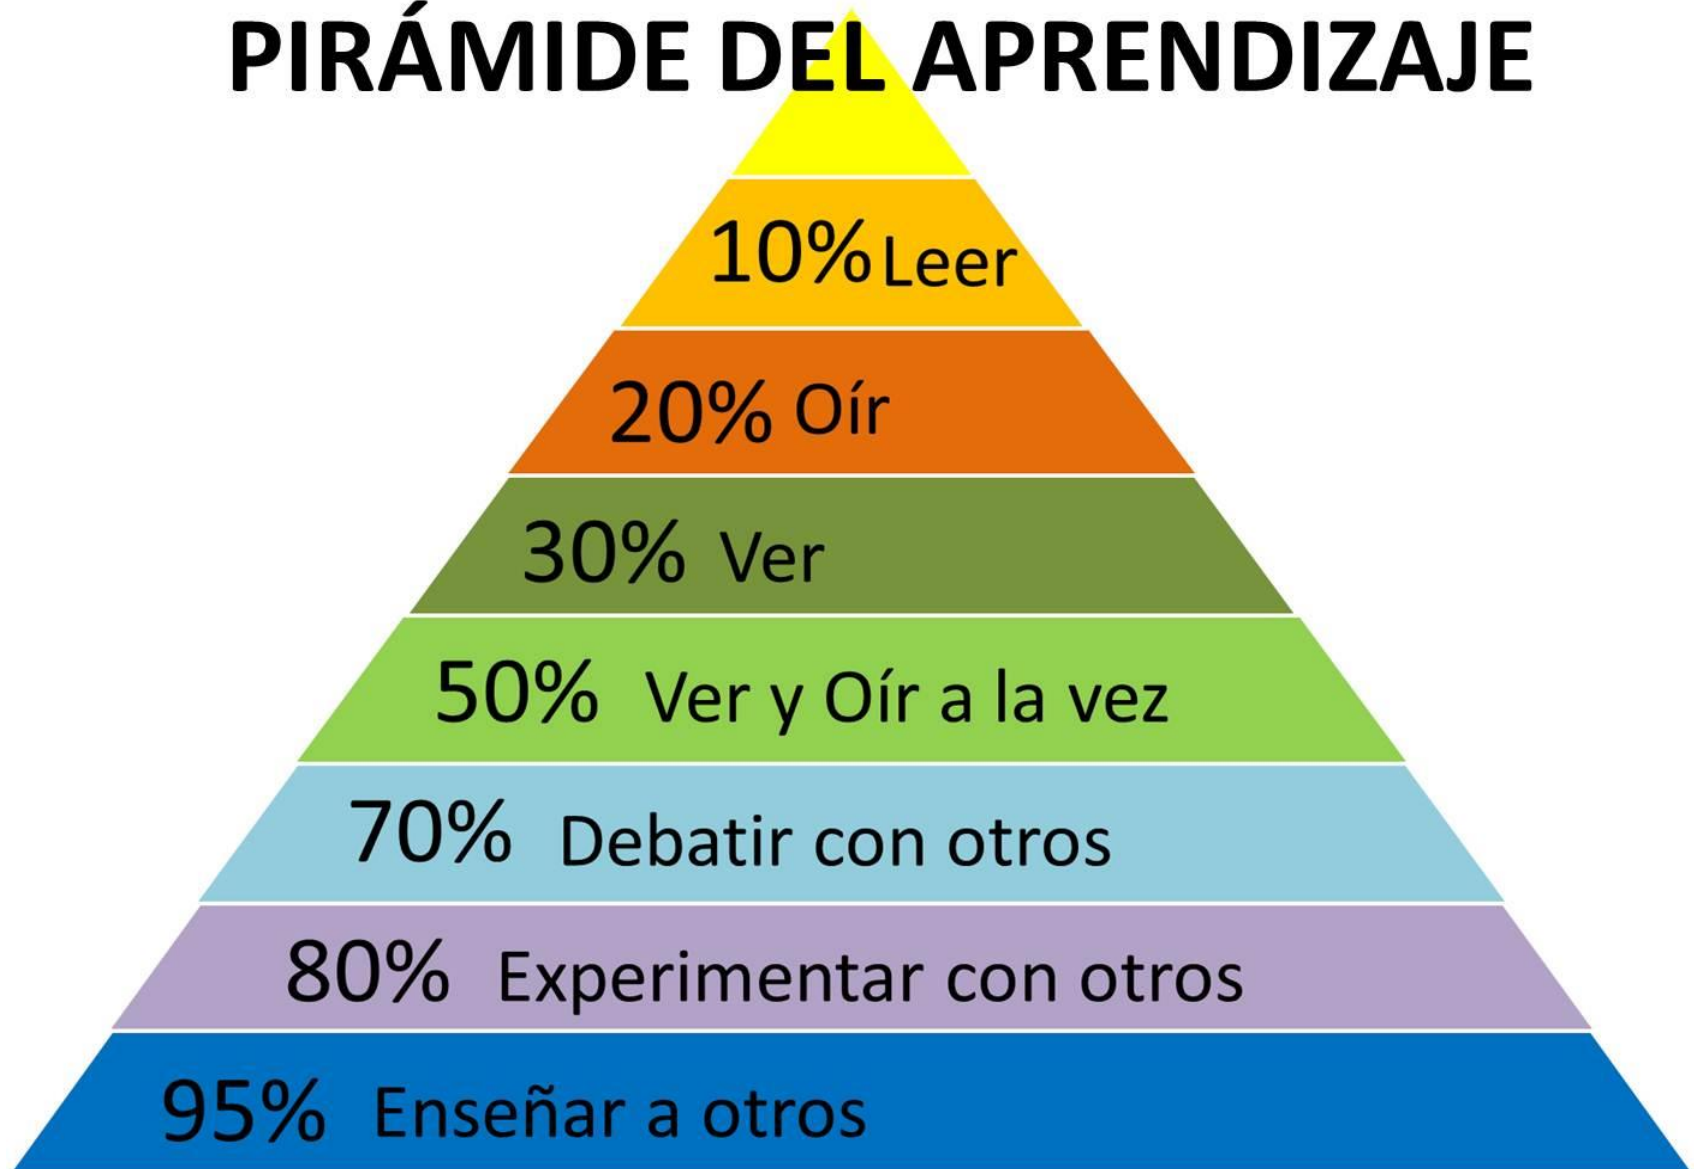 PIRÁMIDE DEL APRENDIZAJE
10% Leer
20% Oír
30% Ver
50% Ver y Oír a la vez
70% Debatir con otros
80% Experimentar con otros
95% Enseñar a otros